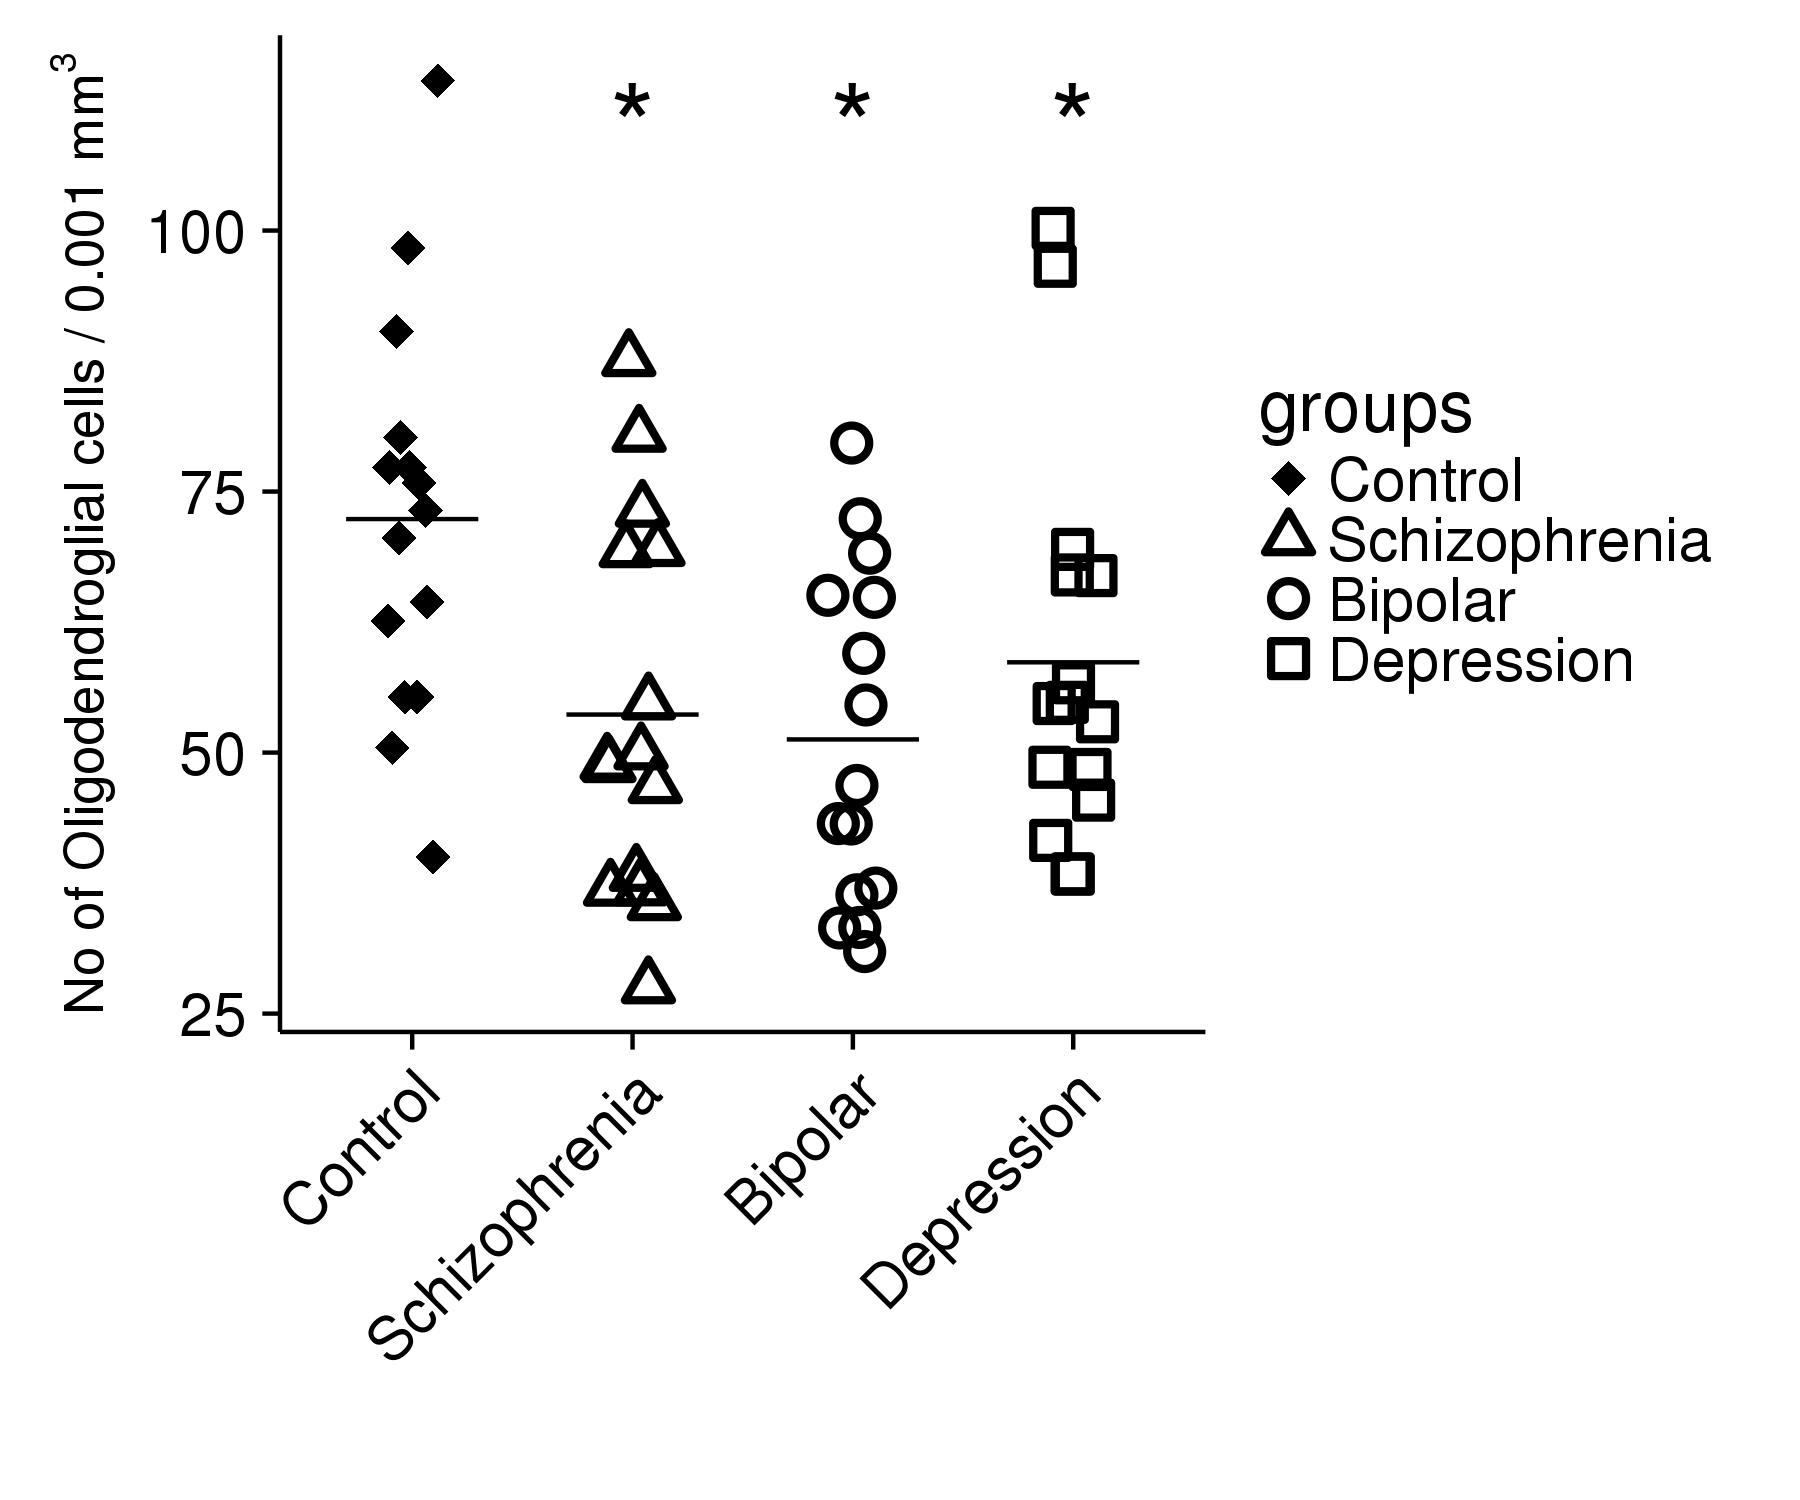 No of Oligodendroglial cells / 0.001 mm³
100
75
50
25
* * *
Control
Schizophrenia
Bipolar
Depression
groups
Control
Schizophrenia
Bipolar
Depression